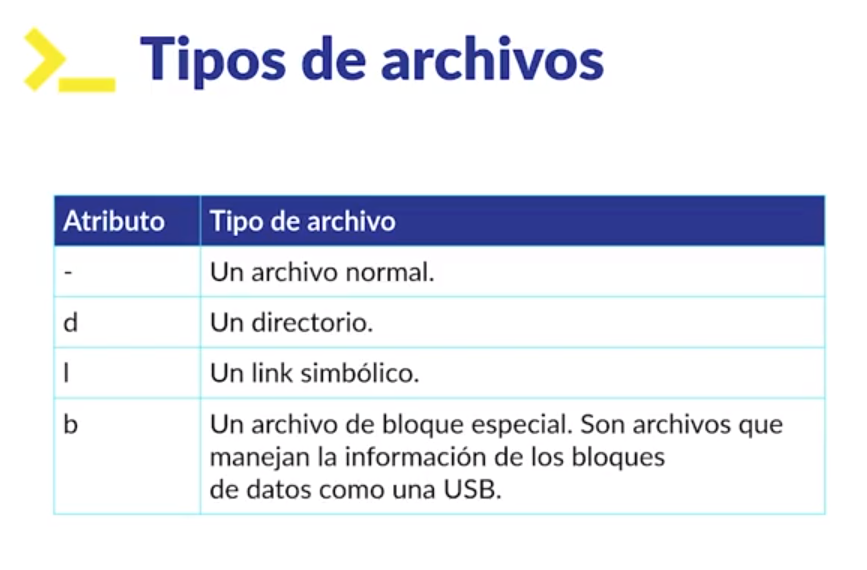 Tipos de archivos
Atributo Tipo de archivo
- Un archivo normal.
d Un directorio.
l Un link simbólico.
b Un archivo de bloque especial. Son archivos que
manejan la información de los bloques
de datos como una USB.